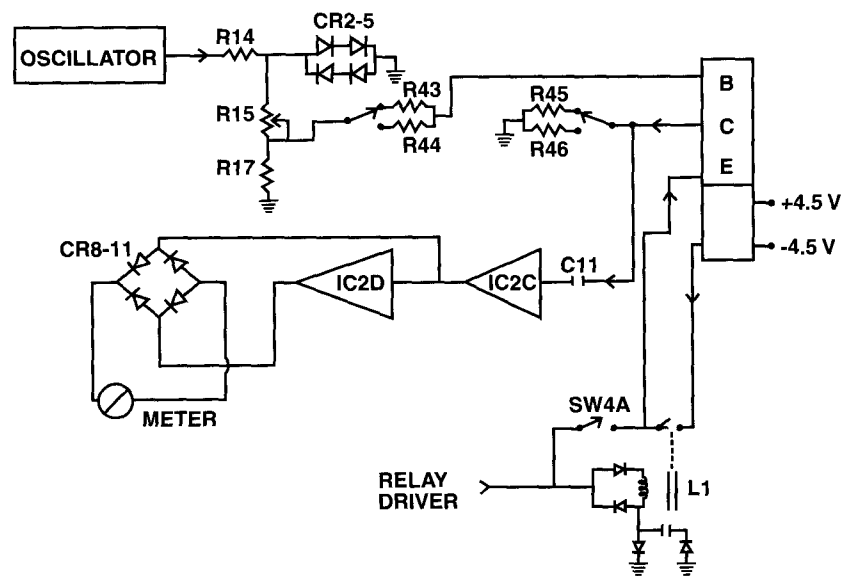 CR2-5
OSCILLATOR
R14
R43
R44
R45
R46
B
C
E
R15
R17
+4.5 V
-4.5 V
CR8-11
IC2D
IC2C
C11
METER
SW4A
RELAY
DRIVER
L1